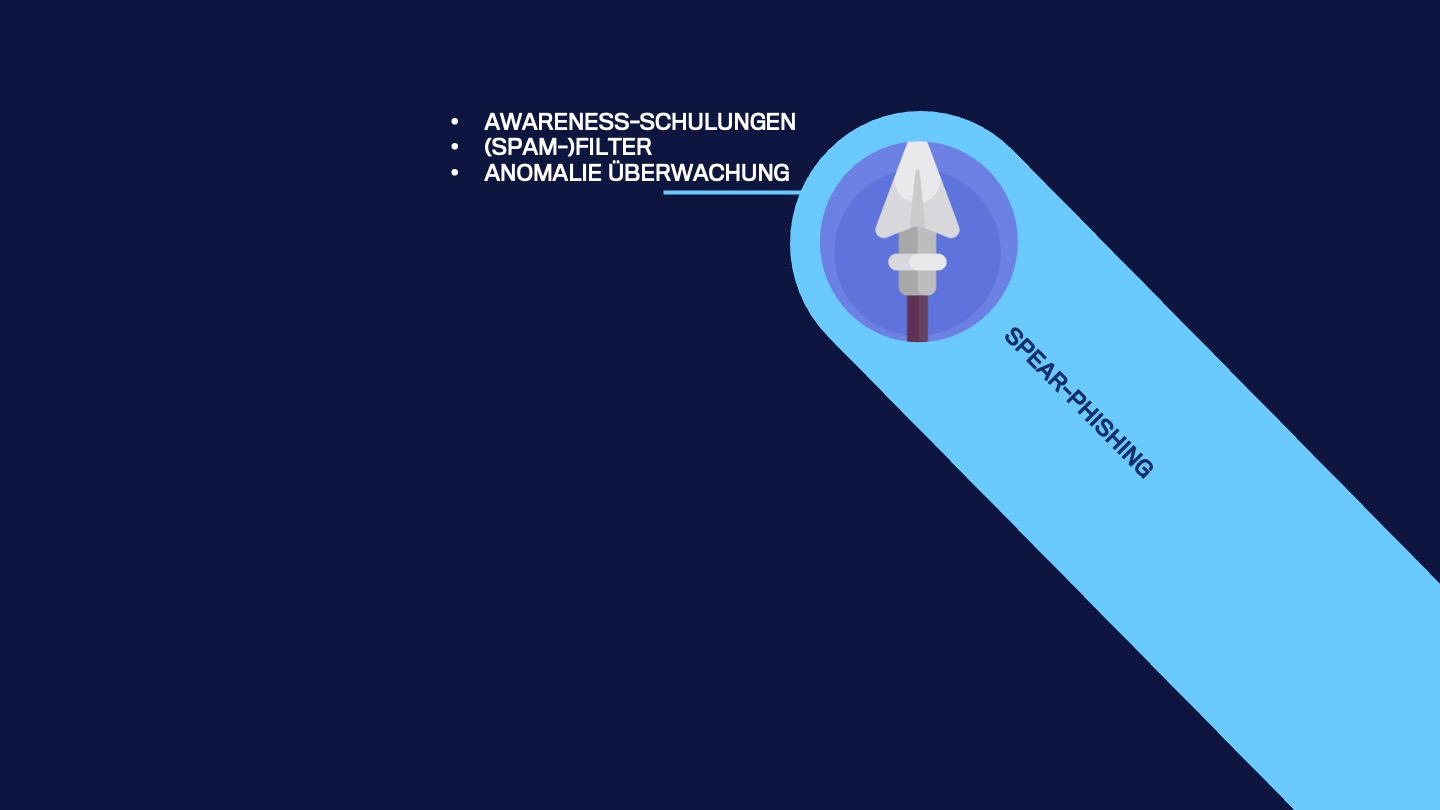 • AWARENESS-SCHULUNGEN
• (SPAM-)FILTER
• ANOMALIE ÜBERWACHUNG
SPEAR-PHISHING